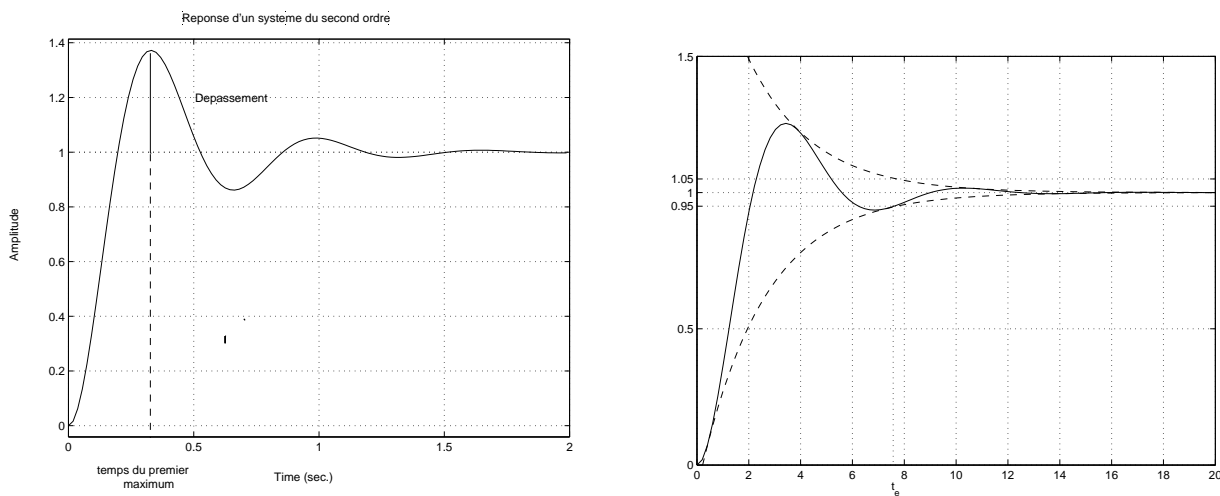 Reponse d'un systeme du second ordre
1.4
1.2
1
0.8
0.6
0.4
0.2
0
Amplitude
Depassement
0 0.5 1 1.5 2
temps du premier
maximum
Time (sec.)
1.5
1.05
1
0.95
0.5
0
0 2 4 6 8 10 12 14 16 18 20
t_e